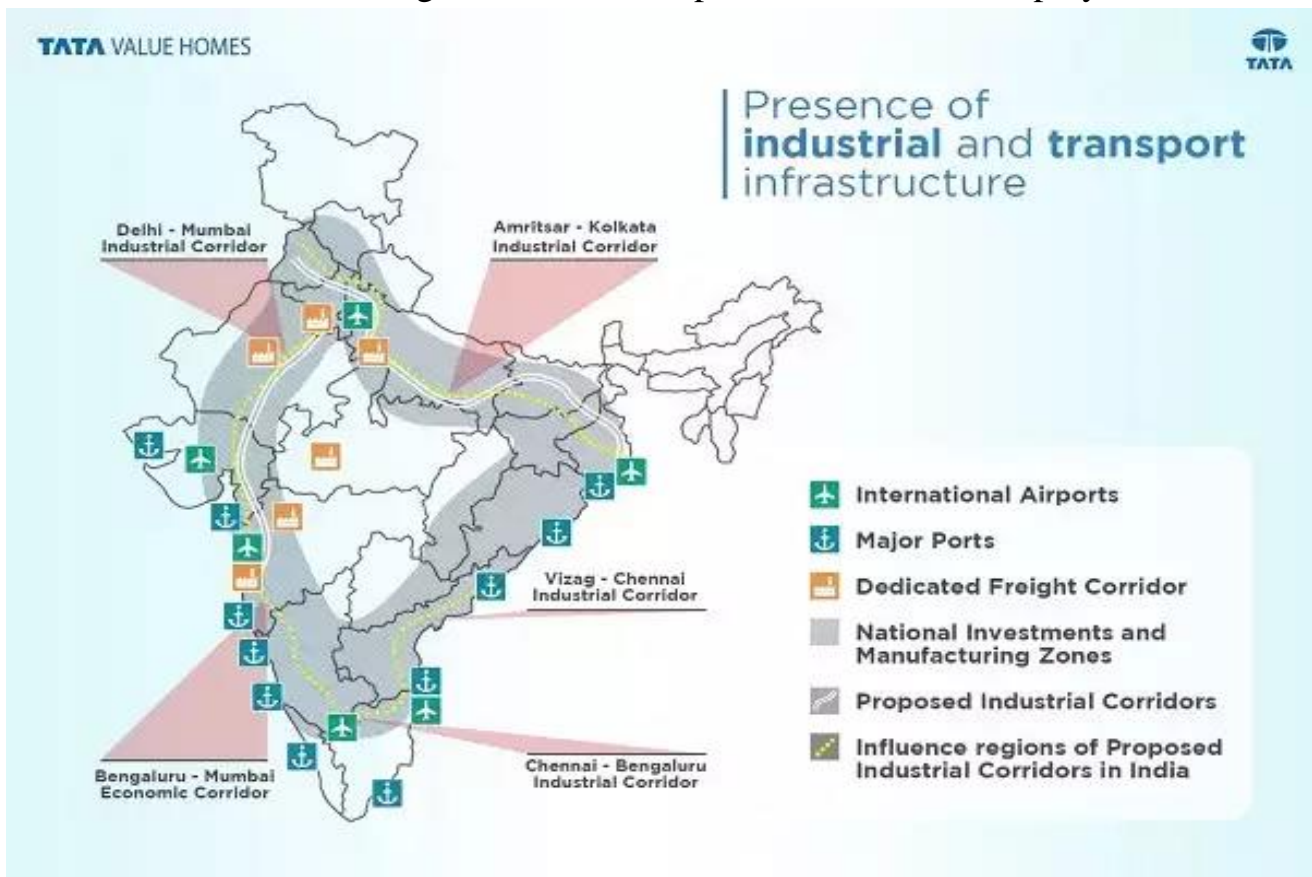 TATA VALUE HOMES
TATA
Presence of
industrial and transport
infrastructure
Delhi - Mumbai
Industrial Corridor
Amritsar - Kolkata
Industrial Corridor
Vizag - Chennai
Industrial Corridor
Bengaluru - Mumbai
Economic Corridor
Chennai - Bengaluru
Industrial Corridor
International Airports
Major Ports
Dedicated Freight Corridor
National Investments and
Manufacturing Zones
Proposed Industrial Corridors
Influence regions of Proposed
Industrial Corridors in India